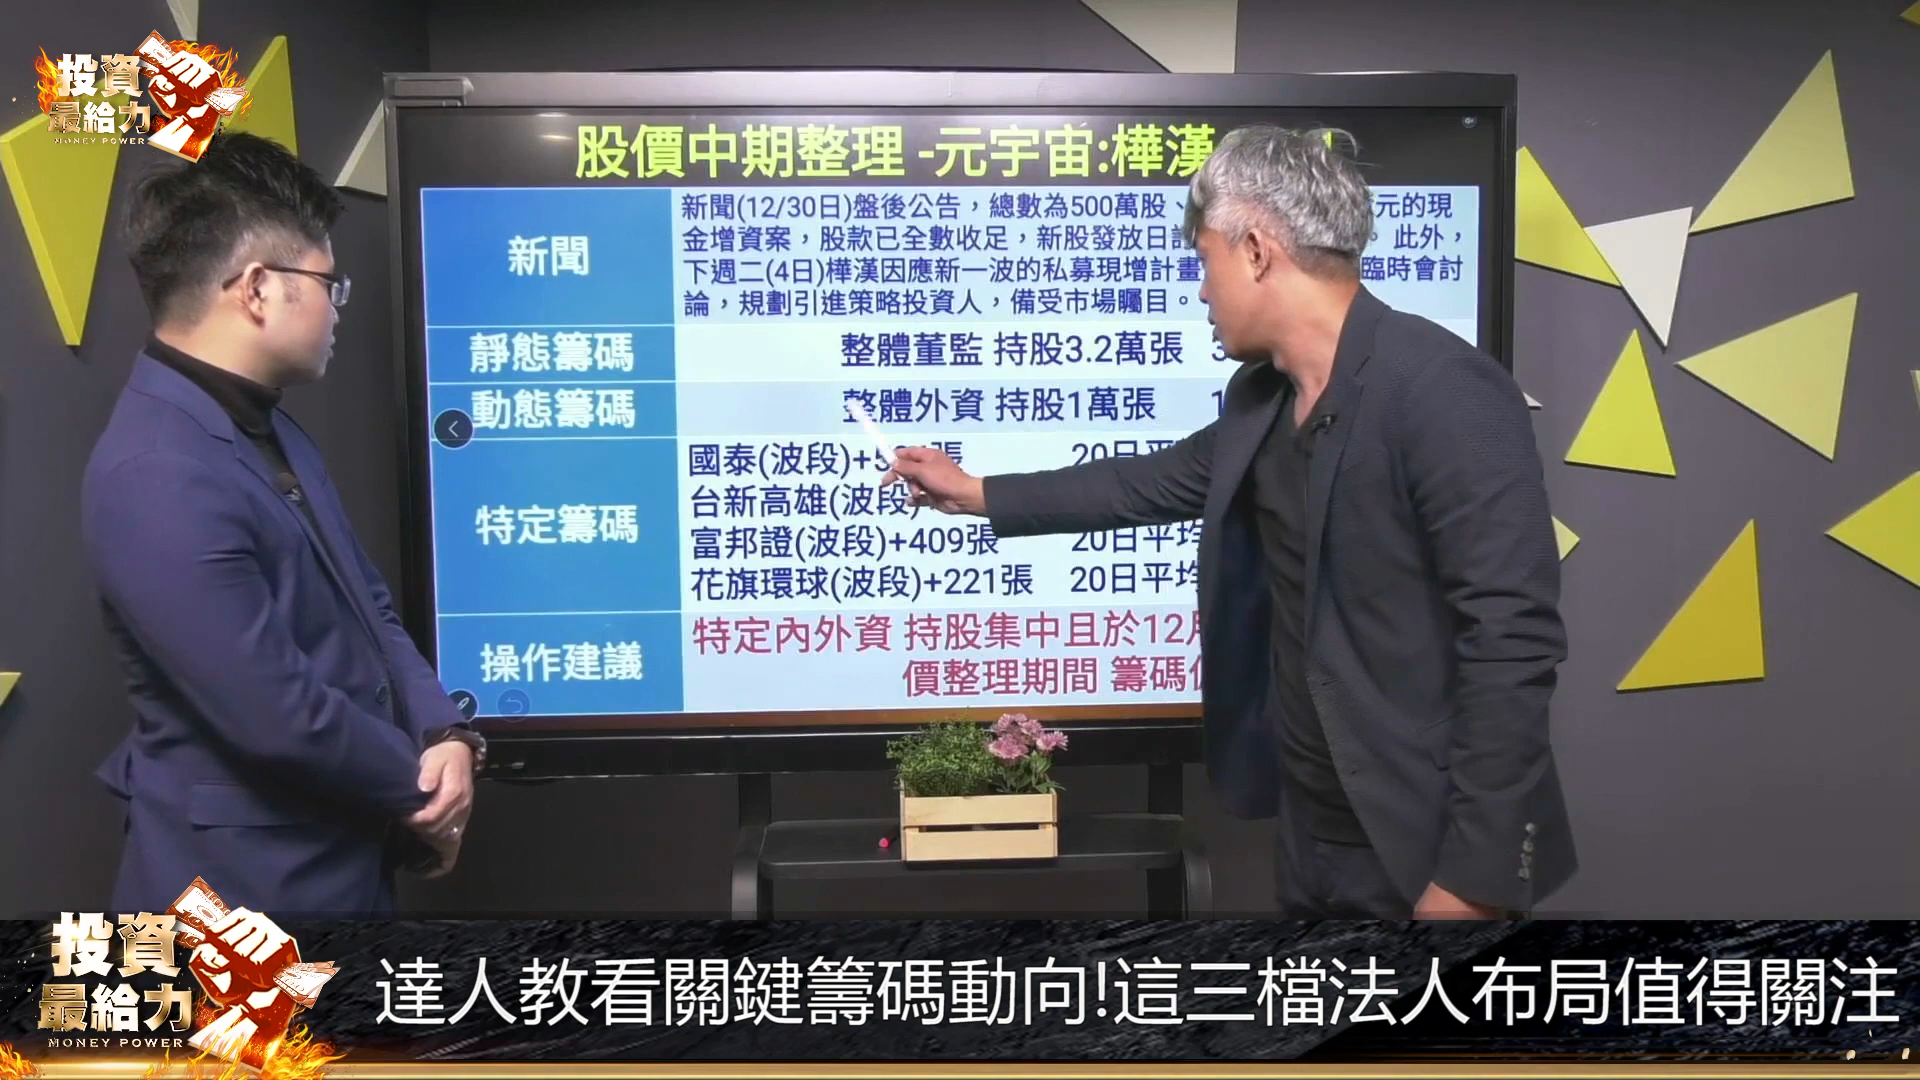 投資
最給力
MONEY POWER
股價中期整理 -元宇宙:樺漢
新聞
新聞(12/30日)盤後公告，總數為500萬股、 元的現
金增資案，股款已全數收足，新股發放日 。 此外，
下週二(4日)樺漢因應新一波的私募現增計畫 臨時會討
論，規劃引進策略投資人，備受市場矚目。
靜態籌碼
整體董監 持股3.2萬張
動態籌碼
整體外資 持股1萬張
特定籌碼
國泰(波段)+ 張 20日平
台新高雄(波段)
富邦證(波段)+409張 20日平均
花旗環球(波段)+221張 20日平均
操作建議
特定內外資 持股集中且於12月
價整理期間 籌碼
投資
最給力
MONEY POWER
達人教看關鍵籌碼動向!這三檔法人布局值得關注